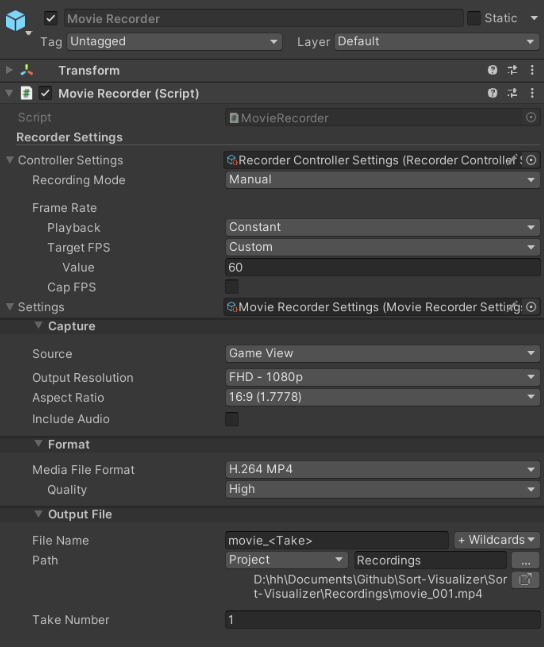 Movie Recorder Static
Tag Untagged Layer Default
Transform
# Movie Recorder (Script)
Script # MovieRecorder
Recorder Settings
Controller Settings Recorder Controller Settings (Recorder Controller S
Recording Mode Manual
Frame Rate
Playback Constant
Target FPS Custom
Value 60
Cap FPS
Settings Movie Recorder Settings (Movie Recorder Settings
Capture
Source Game View
Output Resolution FHD - 1080p
Aspect Ratio 16:9 (1.7778)
Include Audio
Format
Media File Format H.264 MP4
Quality High
Output File
File Name movie_<Take> + Wildcards
Path Project Recordings ...
D:\hh\Documents\Github\Sort-Visualizer\Sor
t-Visualizer\Recordings\movie_001.mp4
Take Number 1